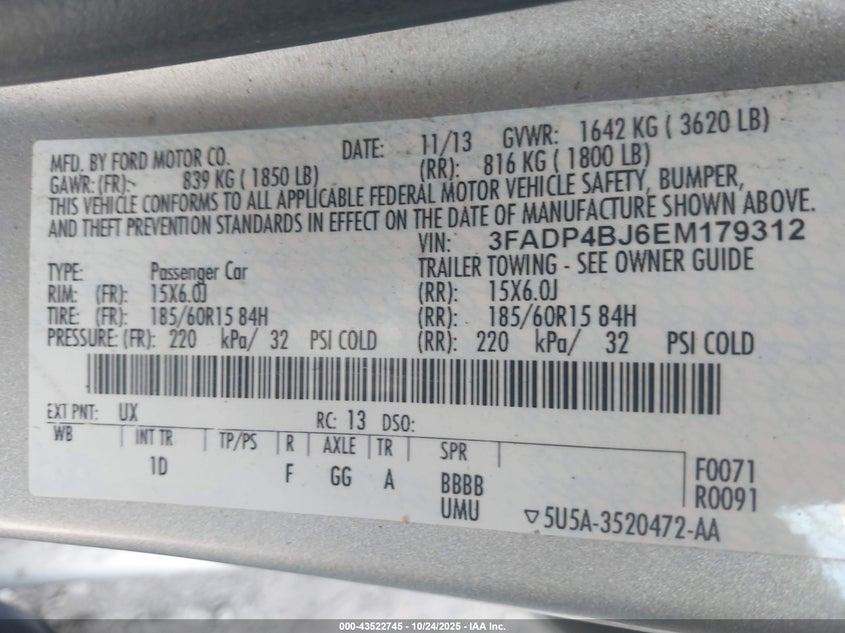 MFD. BY FORD MOTOR CO. DATE: 11/13 GVWR: 1642 KG ( 3620 LB)
GAWR: (FR): 839 KG ( 1850 LB) (RR): 816 KG ( 1800 LB)
THIS VEHICLE CONFORMS TO ALL APPLICABLE FEDERAL MOTOR VEHICLE SAFETY, BUMPER,
AND THEFT PREVENTION STANDARDS IN EFFECT ON THE DATE OF MANUFACTURE SHOWN ABOVE.
VIN: 3FADP4BJ6EM179312
TYPE: Passenger Car TRAILER TOWING - SEE OWNER GUIDE
RIM: (FR): 15X6.0J (RR): 15X6.0J
TIRE: (FR): 185/60R15 84H (RR): 185/60R15 84H
PRESSURE: (FR): 220 kPa/ 32 PSI COLD (RR): 220 kPa/ 32 PSI COLD
EXT PNT: UX RC: 13 DSO:
WB INT TR TP/PS R AXLE TR SPR
1D F GG A BBBB F0071
UMU R0091
▽5U5A-3520472-AA
000-43522745 - 10/24/2025 - IAA Inc.